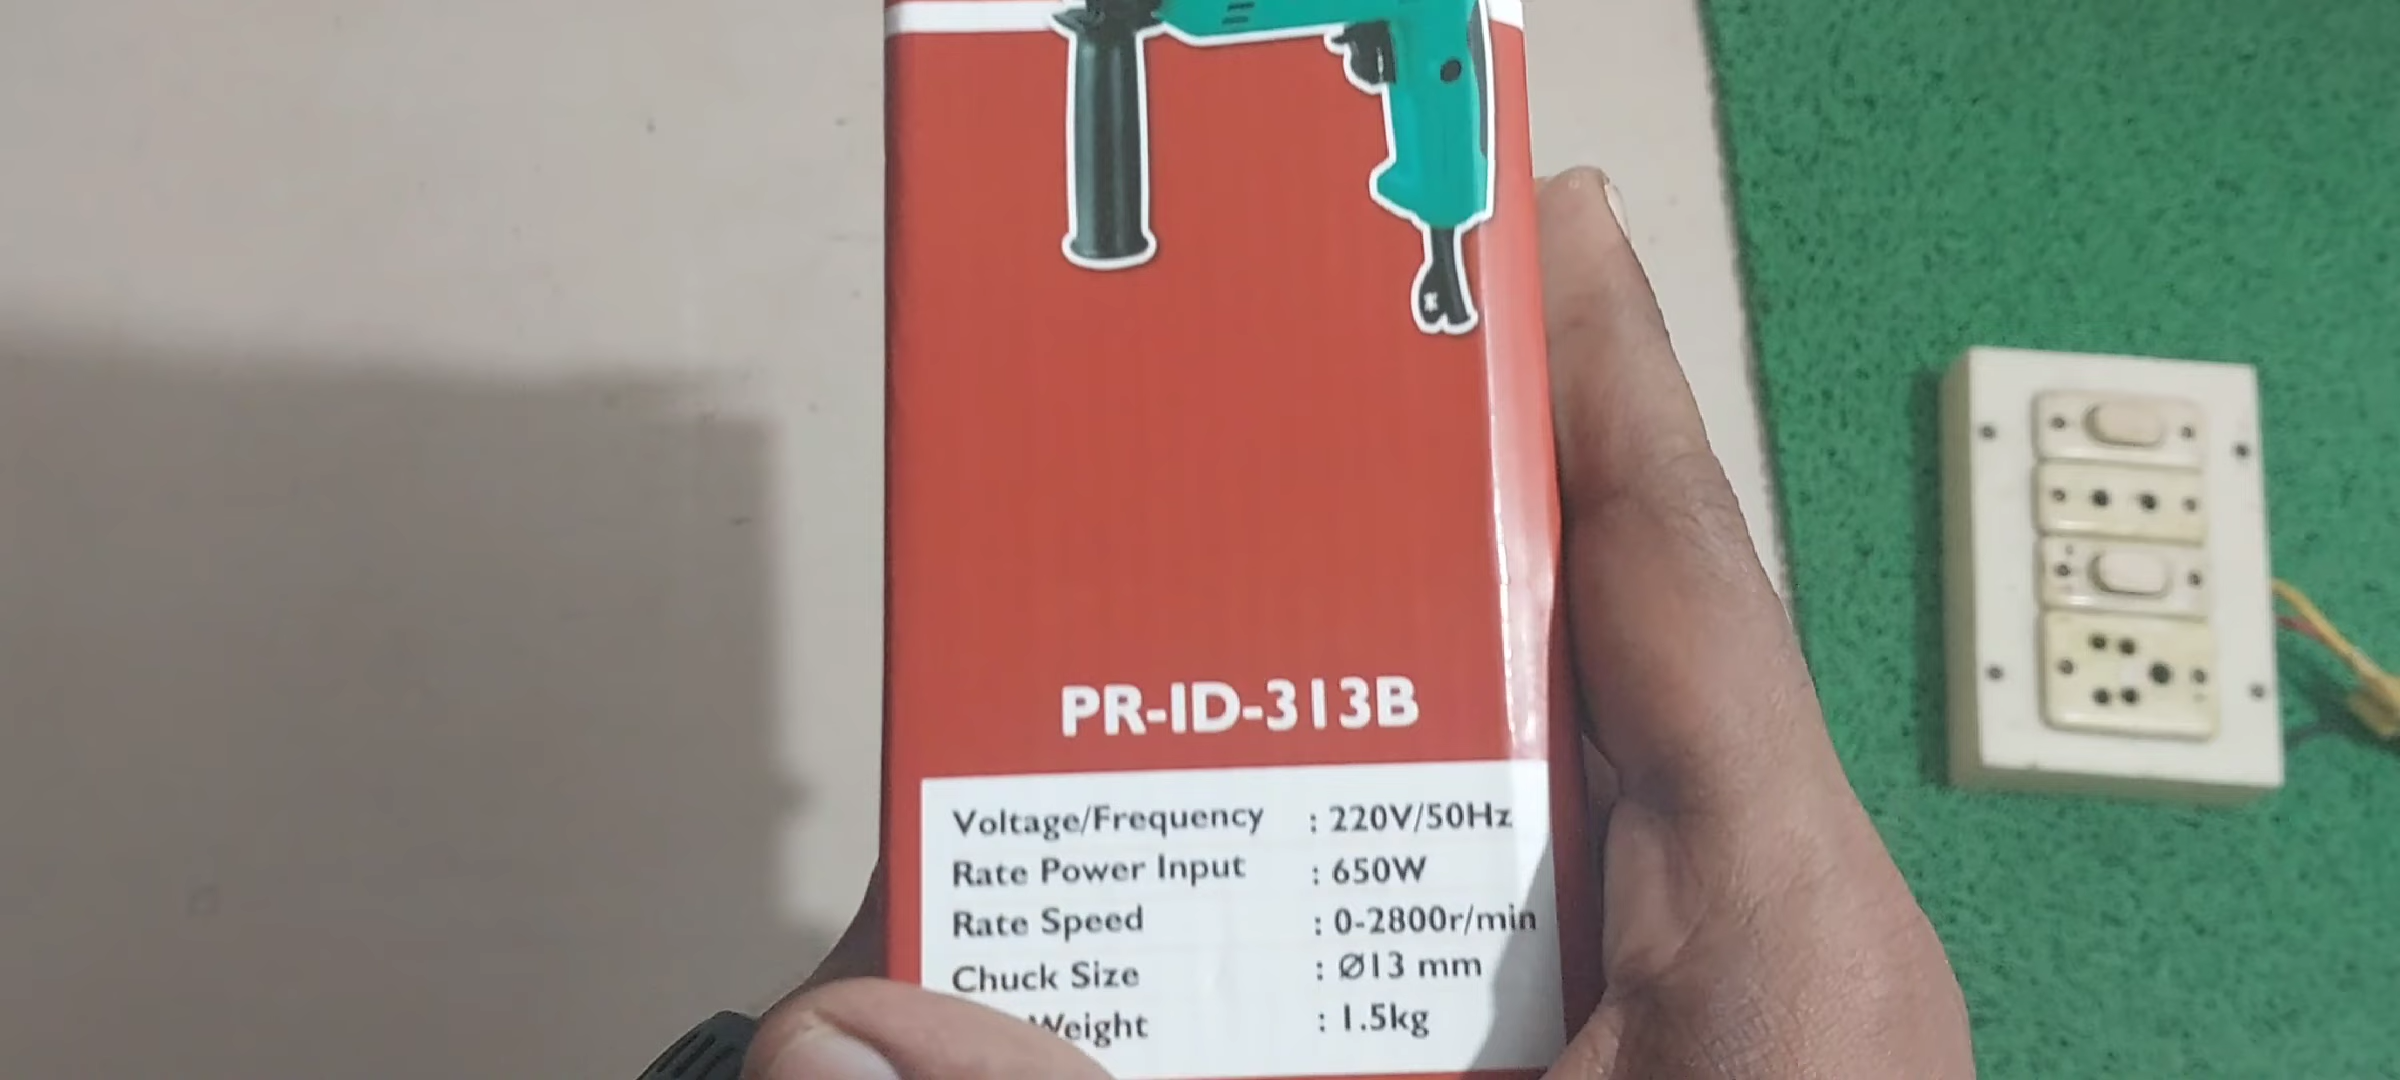 PR-ID-313B
Voltage/Frequency : 220V/50Hz
Rate Power Input : 650W
Rate Speed : 0-2800r/min
Chuck Size : Ø13 mm
Weight : 1.5kg